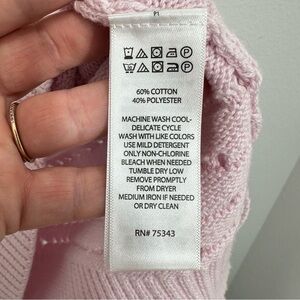 60% COTTON
40% POLYESTER
MACHINE WASH COOL-
DELICATE CYCLE
WASH WITH LIKE COLORS
USE MILD DETERGENT
ONLY NON-CHLORINE
BLEACH WHEN NEEDED
TUMBLE DRY LOW
REMOVE PROMPTLY
FROM DRYER
MEDIUM IRON IF NEEDED
OR DRY CLEAN
RN# 75343